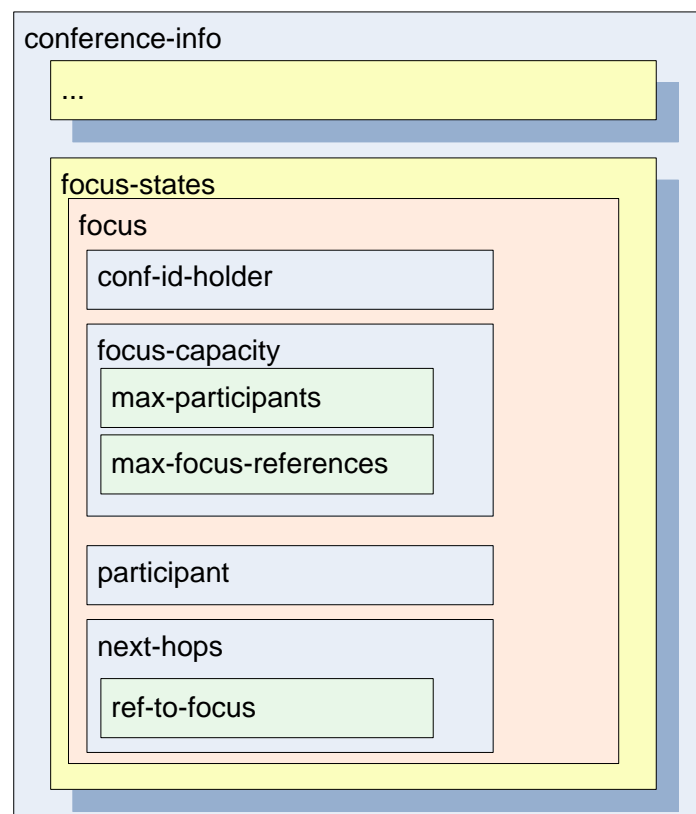 conference-info
...
focus-states
focus
conf-id-holder
focus-capacity
max-participants
max-focus-references
participant
next-hops
ref-to-focus